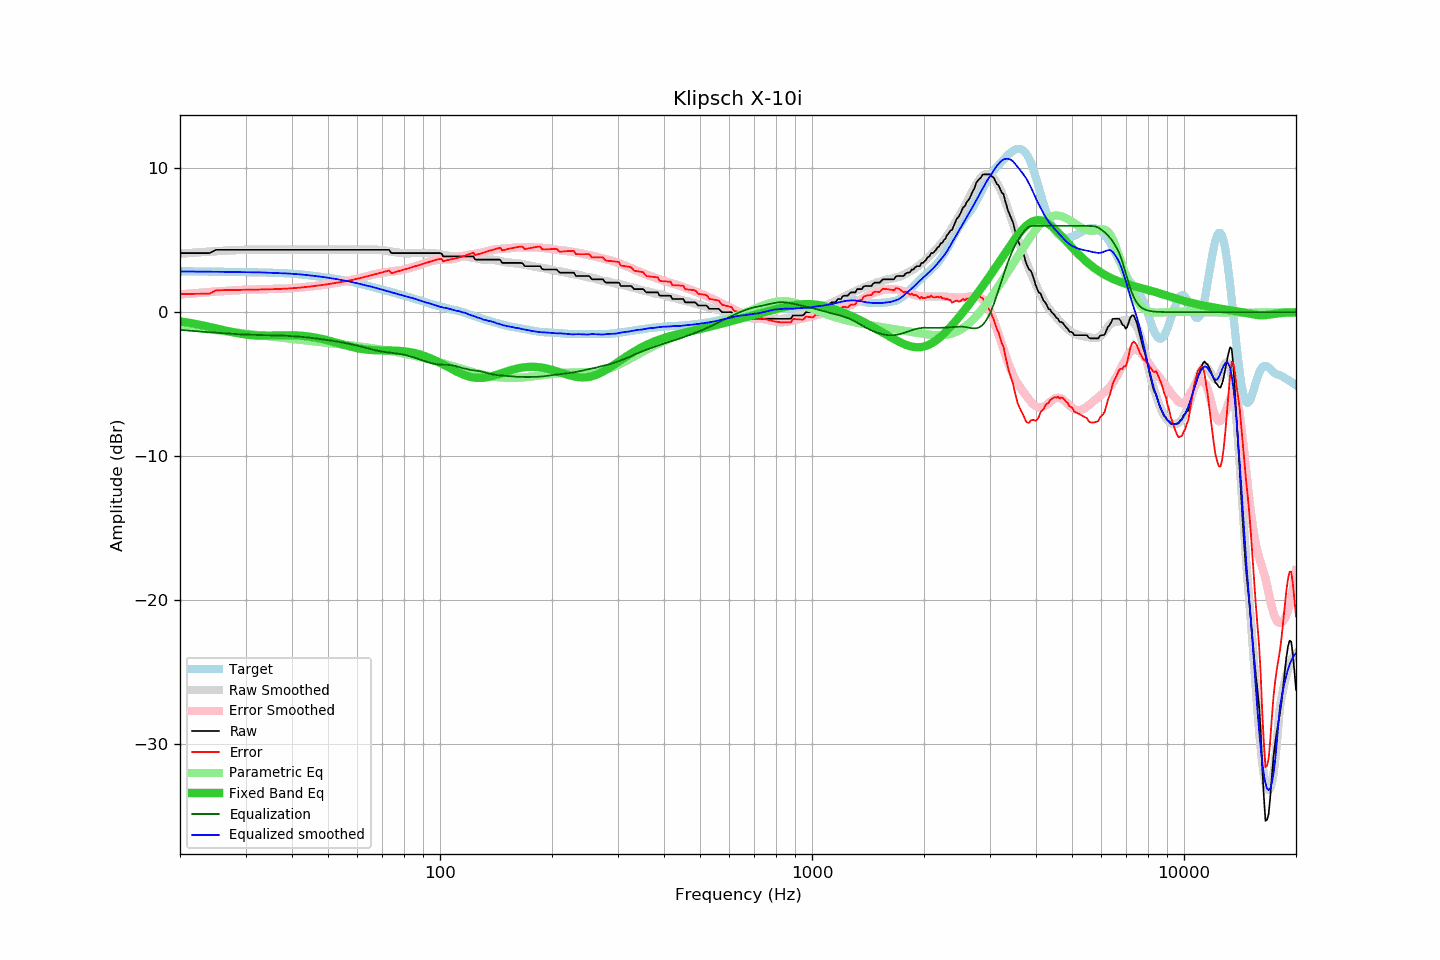 Klipsch X-10i
10
0
−10
−20
−30
Amplitude (dBr)
Target
Raw Smoothed
Error Smoothed
Raw
Error
Parametric Eq
Fixed Band Eq
Equalization
Equalized smoothed
100
1000
10000
Frequency (Hz)